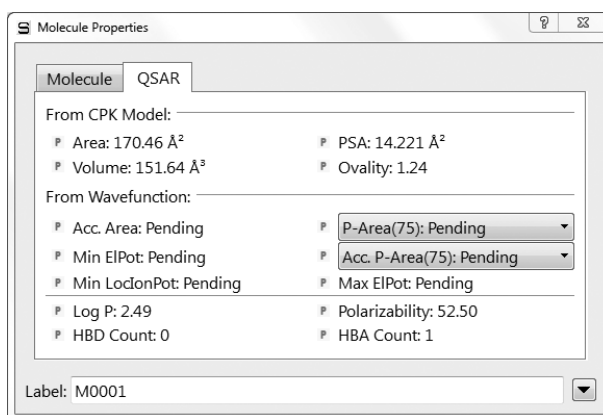 S Molecule Properties
Molecule QSAR
From CPK Model:
P Area: 170.46 Å² P PSA: 14.221 Å²
P Volume: 151.64 Å³ P Ovality: 1.24
From Wavefunction:
P Acc. Area: Pending P P-Area(75): Pending
P Min ElPot: Pending P Acc. P-Area(75): Pending
P Min LocIonPot: Pending P Max ElPot: Pending
P Log P: 2.49 P Polarizability: 52.50
P HBD Count: 0 P HBA Count: 1
Label: M0001